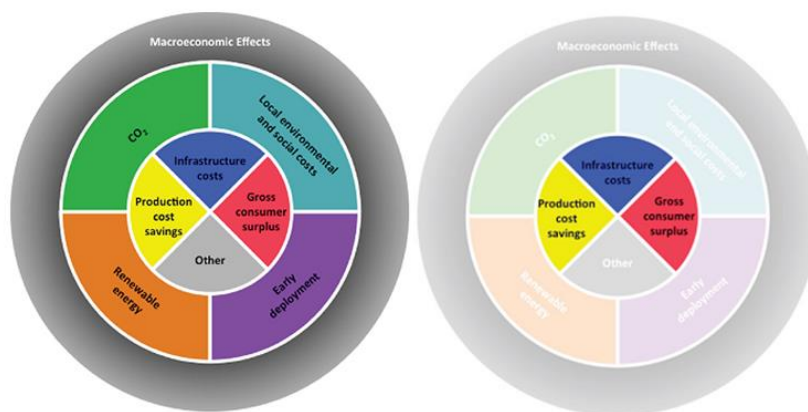 Macroeconomic Effects
CO₂
Local environmental
and social costs
Infrastructure
costs
Production
cost
savings
Gross
consumer
surplus
Other
Renewable
energy
Early
deployment
Macroeconomic Effects
CO₂
Local environmental
and social costs
Infrastructure
costs
Production
cost
savings
Gross
consumer
surplus
Other
Renewable
energy
Early
deployment